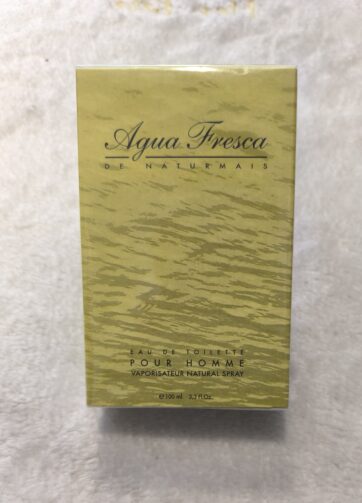 Agua Fresca
DE NATURMAIS
EAU DE TOILETTE
POUR HOMME
VAPORISATEUR NATURAL SPRAY
℮ 100 ml. 3.3 fl.Oz.